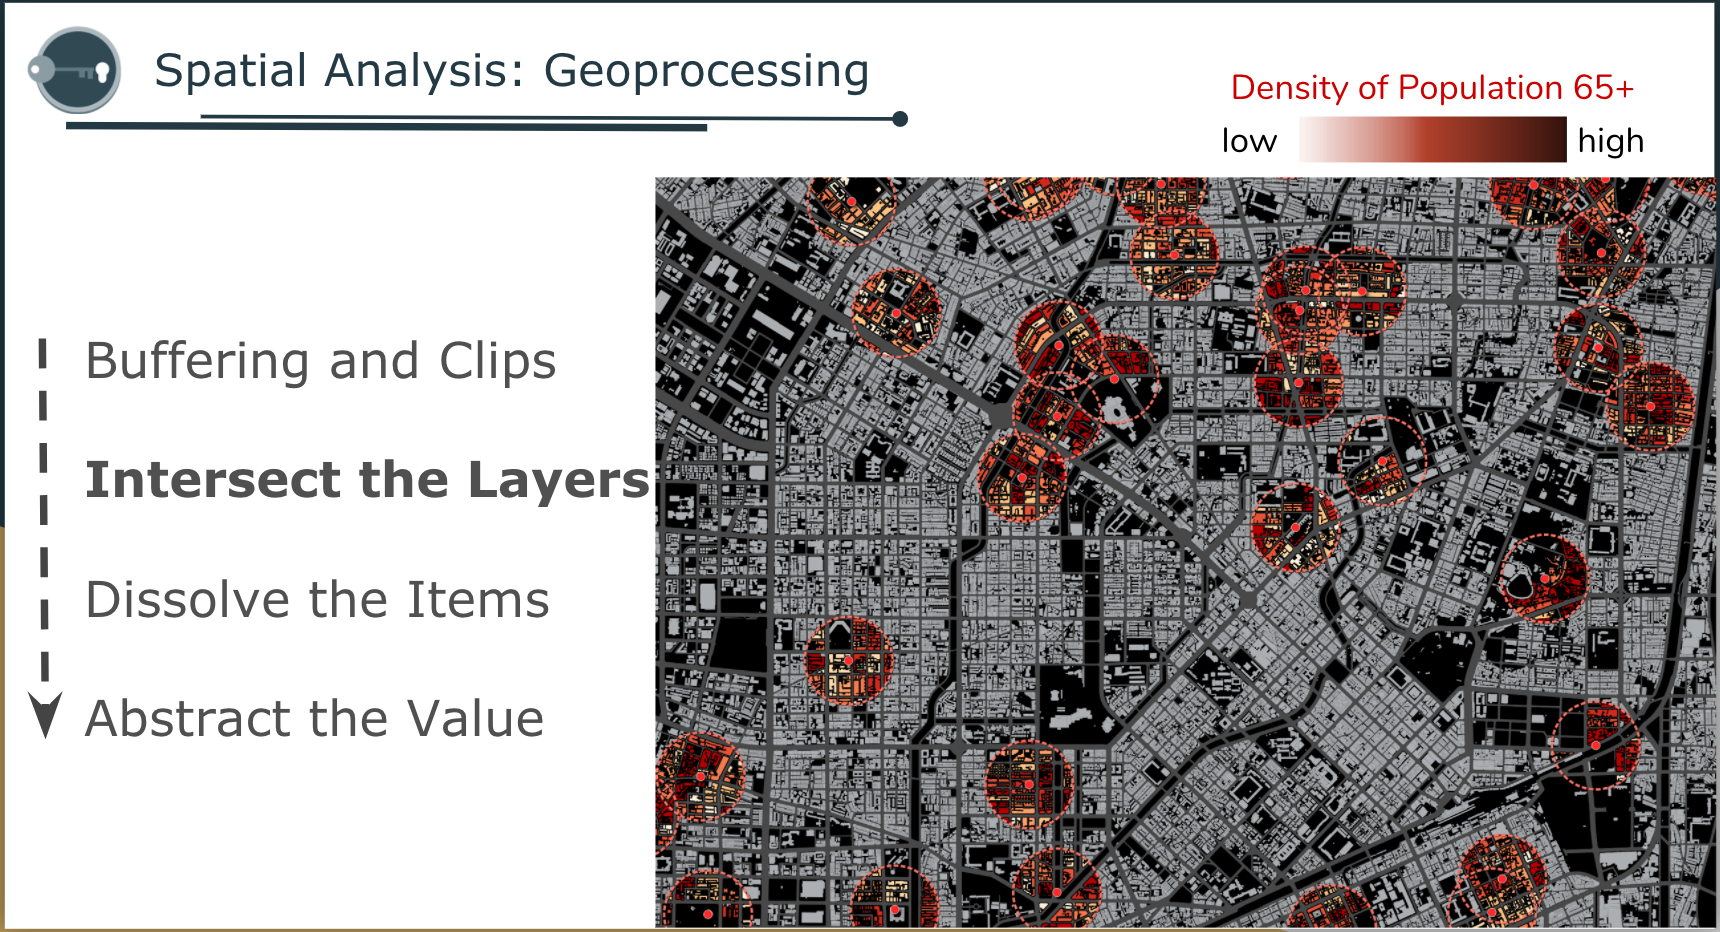 Spatial Analysis: Geoprocessing
Density of Population 65+
low
high
Buffering and Clips
Intersect the Layers
Dissolve the Items
Abstract the Value